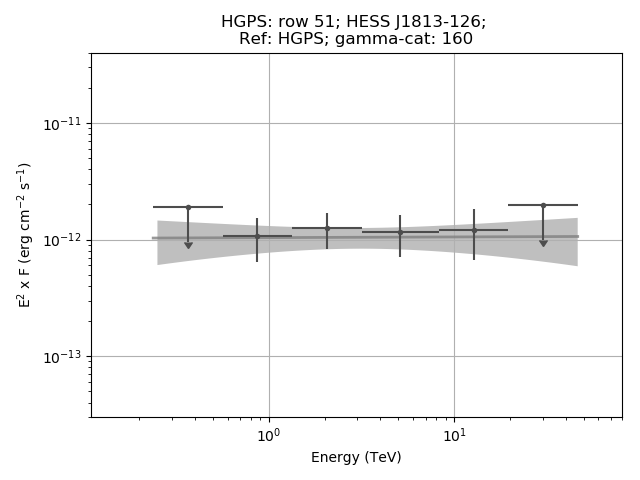 HGPS: row 51; HESS J1813-126;
Ref: HGPS; gamma-cat: 160
E² x F (erg cm⁻² s⁻¹)
10⁻¹¹
10⁻¹²
10⁻¹³
10⁰ 10¹
Energy (TeV)